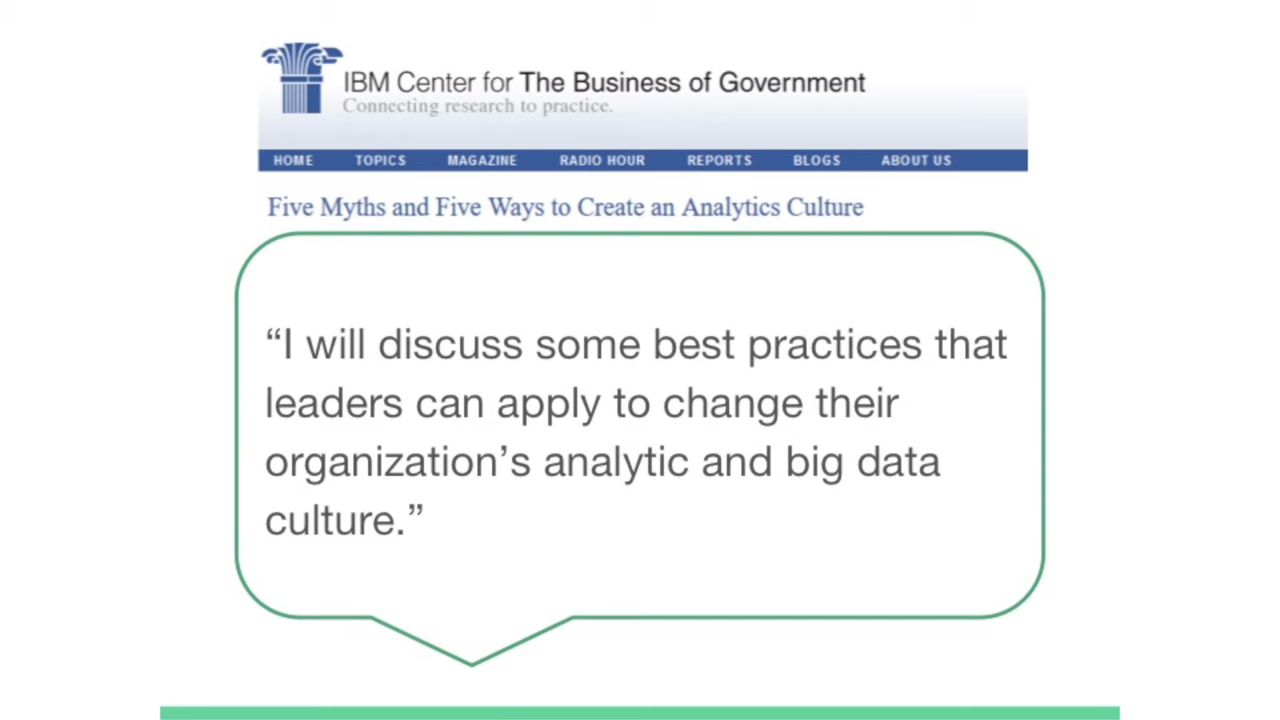 IBM Center for The Business of Government
Connecting research to practice.
HOME TOPICS MAGAZINE RADIO HOUR REPORTS BLOGS ABOUT US
Five Myths and Five Ways to Create an Analytics Culture
“I will discuss some best practices that
leaders can apply to change their
organization’s analytic and big data
culture.”